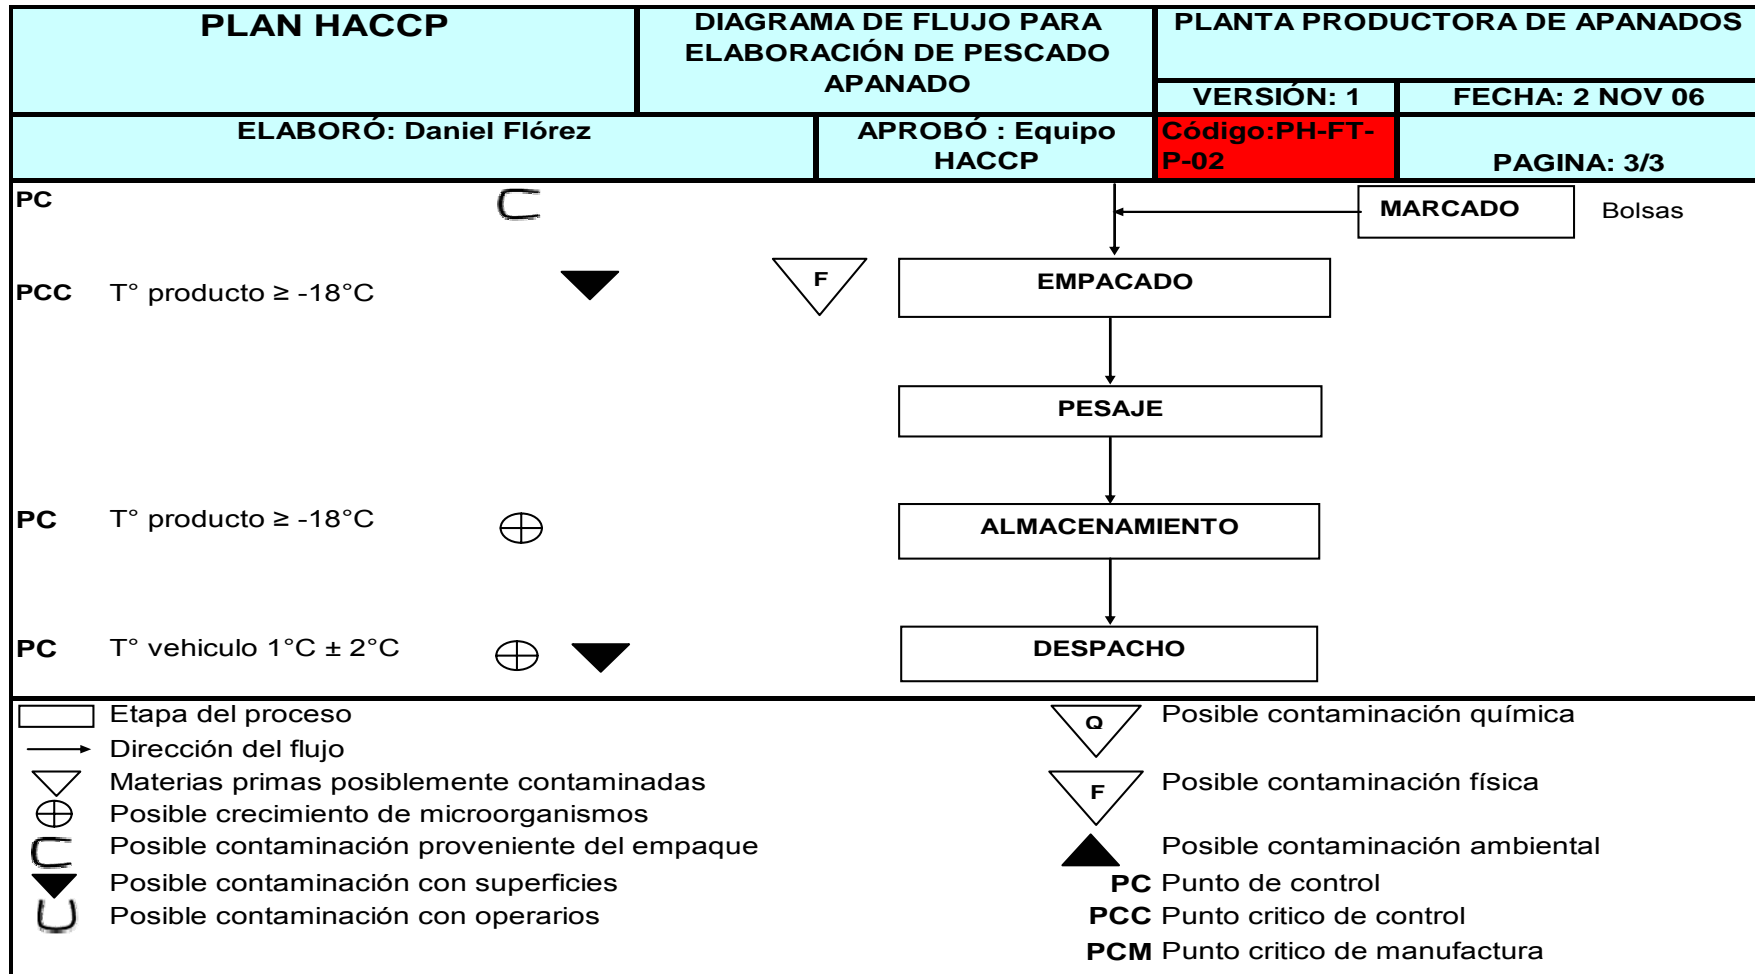 PLAN HACCP
DIAGRAMA DE FLUJO PARA
ELABORACIÓN DE PESCADO
APANADO
PLANTA PRODUCTORA DE APANADOS
VERSIÓN: 1
FECHA: 2 NOV 06
ELABORÓ: Daniel Flórez
APROBÓ : Equipo
HACCP
Código:PH-FT-
P-02
PAGINA: 3/3
PC
MARCADO
Bolsas
PCC
T° producto ≥ -18°C
F
EMPACADO
PESAJE
PC
T° producto ≥ -18°C
ALMACENAMIENTO
PC
T° vehiculo 1°C ± 2°C
DESPACHO
Etapa del proceso
Dirección del flujo
Materias primas posiblemente contaminadas
Posible crecimiento de microorganismos
Posible contaminación proveniente del empaque
Posible contaminación con superficies
Posible contaminación con operarios
Q
Posible contaminación química
F
Posible contaminación física
Posible contaminación ambiental
PC Punto de control
PCC Punto critico de control
PCM Punto critico de manufactura